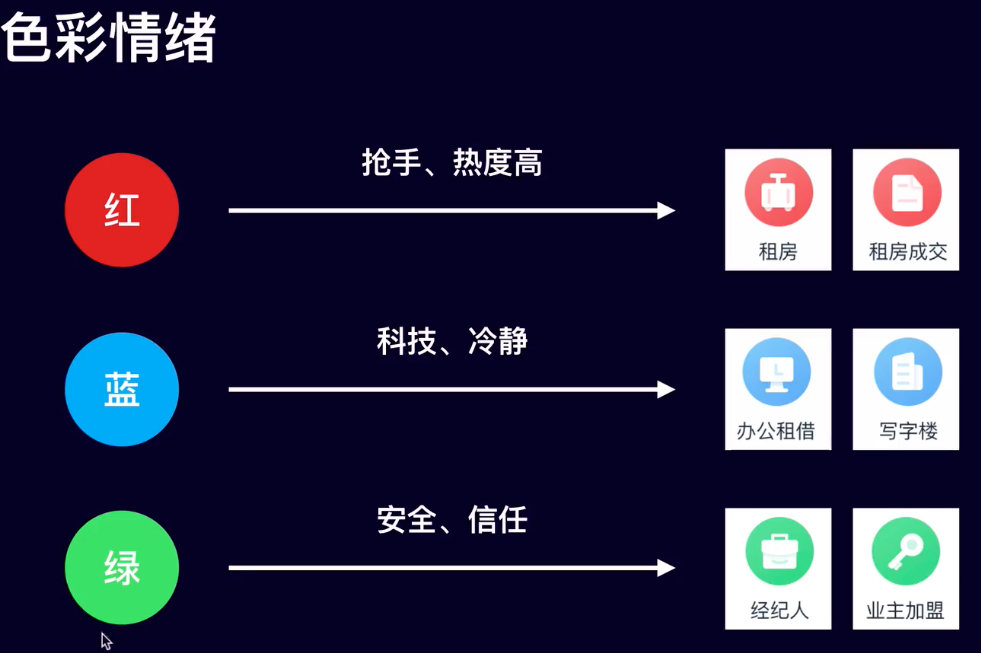 色彩情绪
红
抢手、热度高
租房
租房成交
蓝
科技、冷静
办公租借
写字楼
绿
安全、信任
经纪人
业主加盟